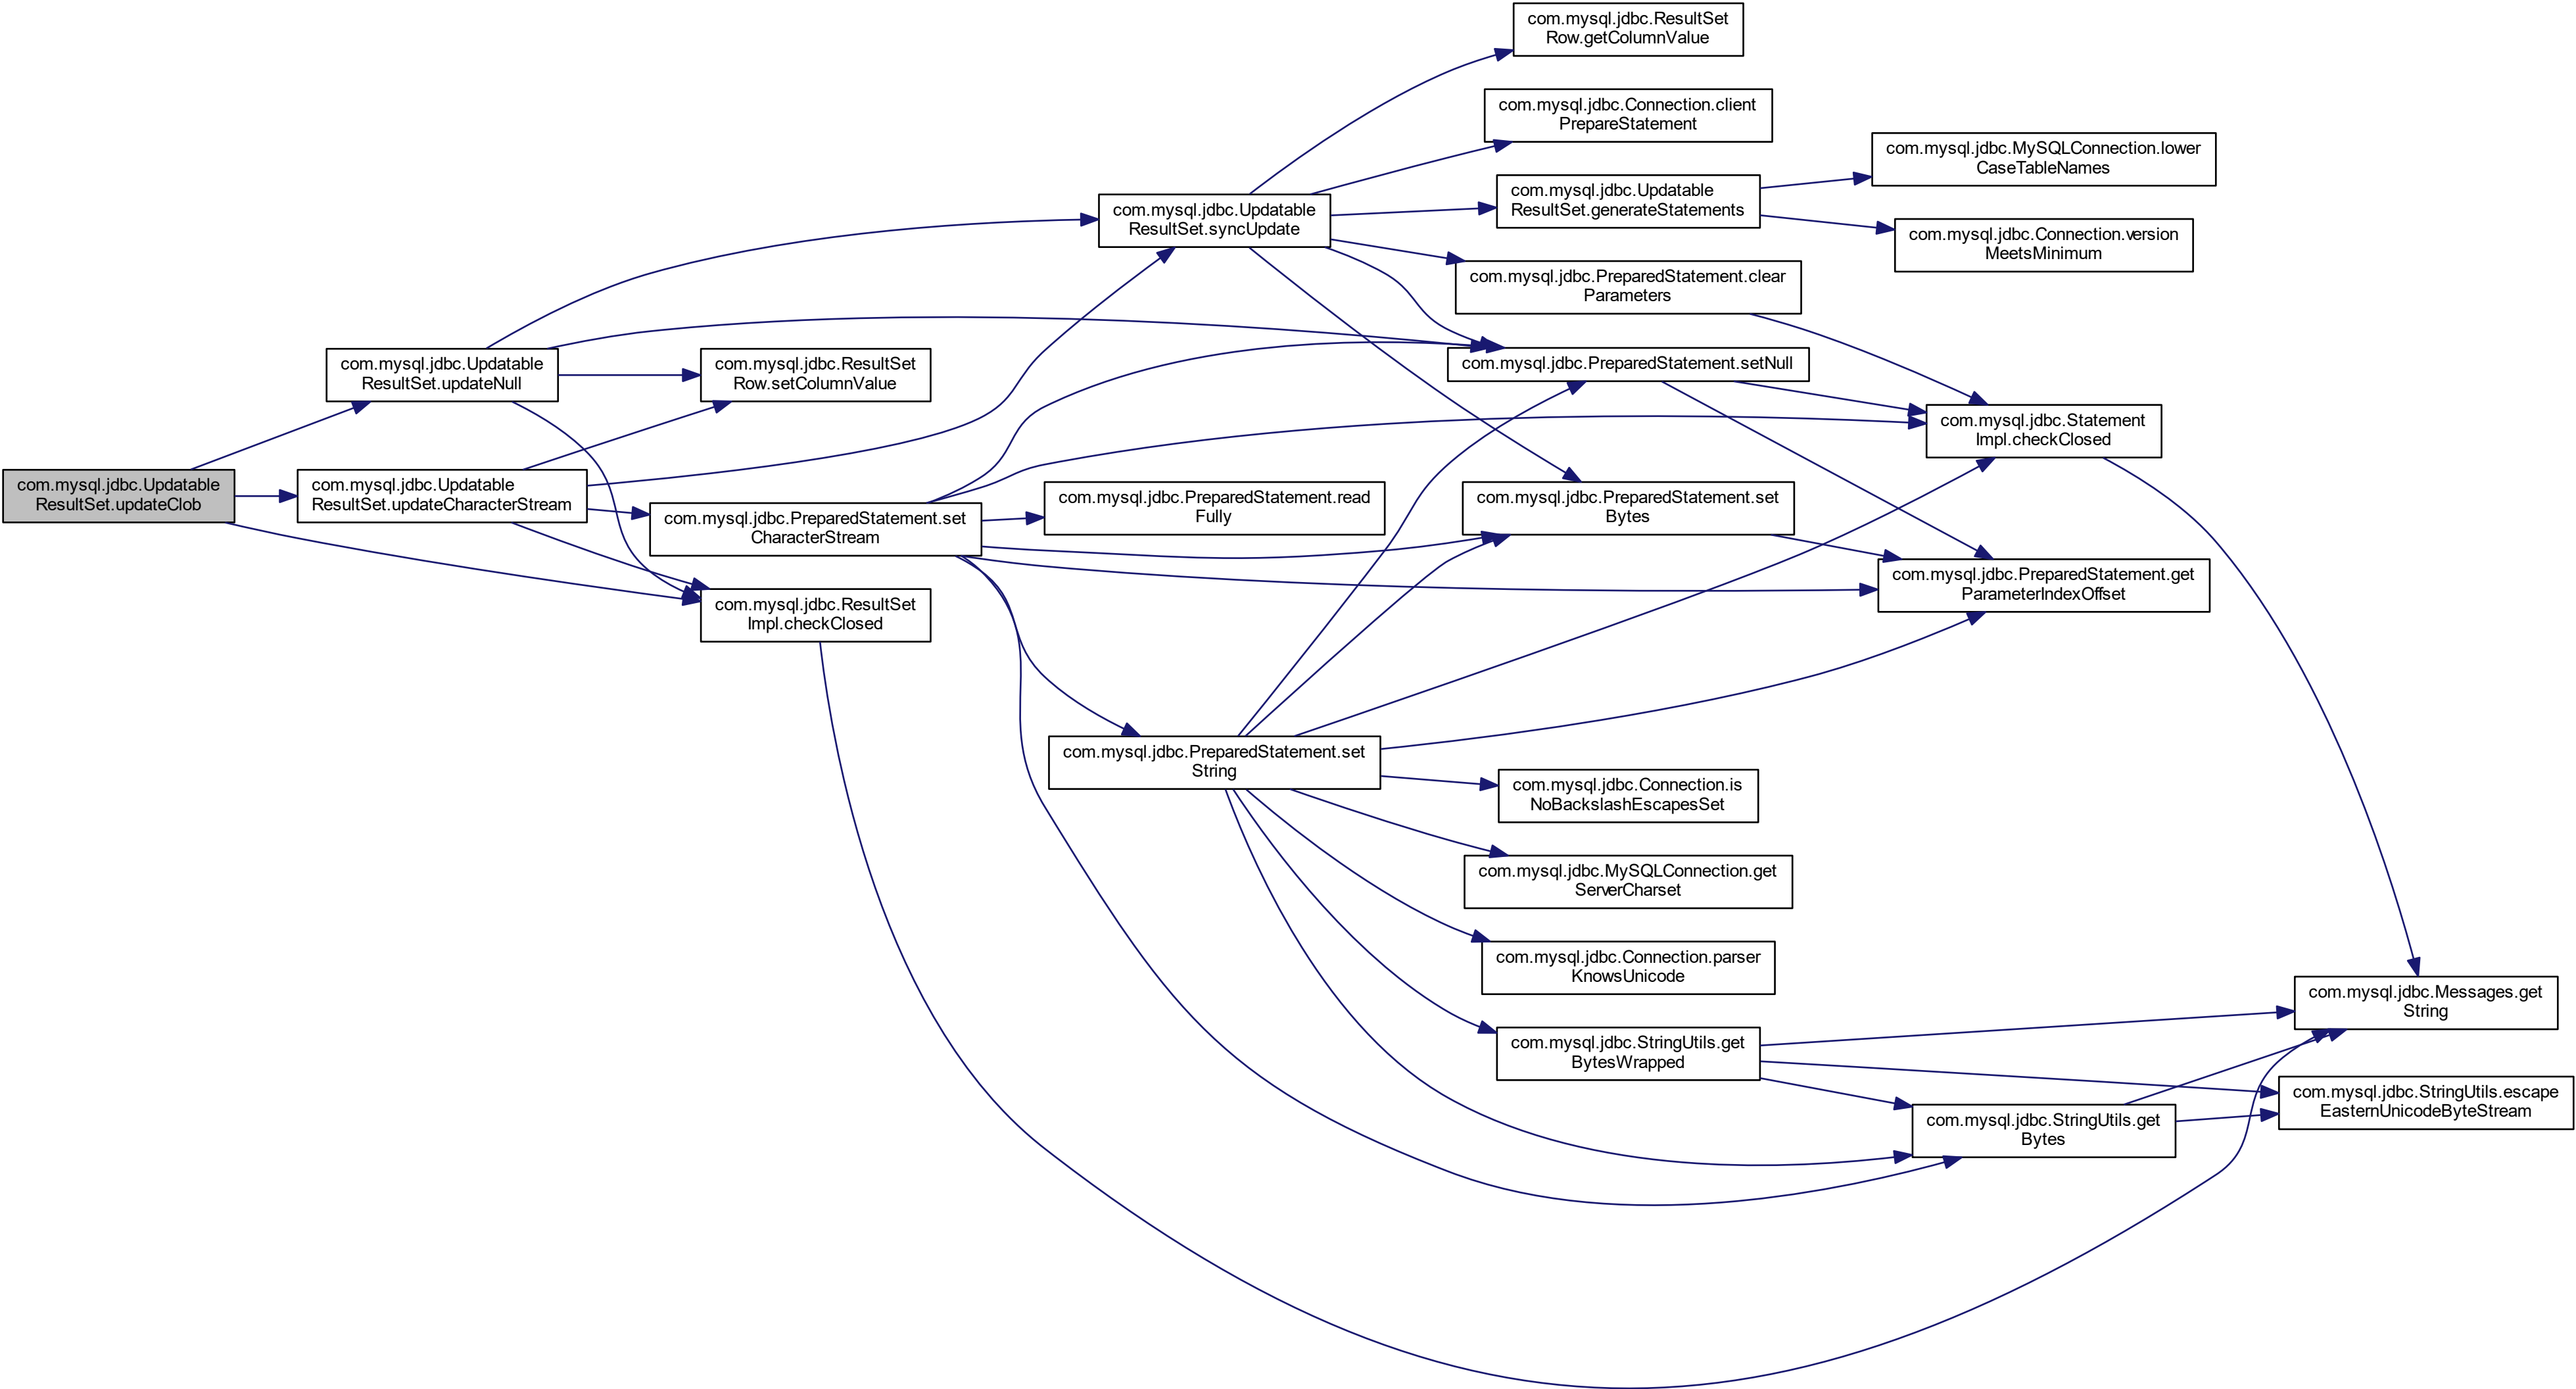 com.mysql.jdbc.ResultSet
Row.getColumnValue
com.mysql.jdbc.Connection.client
PrepareStatement
com.mysql.jdbc.MySQLConnection.lower
CaseTableNames
com.mysql.jdbc.Updatable
ResultSet.syncUpdate
com.mysql.jdbc.Updatable
ResultSet.generateStatements
com.mysql.jdbc.Connection.version
MeetsMinimum
com.mysql.jdbc.PreparedStatement.clear
Parameters
com.mysql.jdbc.Updatable
ResultSet.updateNull
com.mysql.jdbc.ResultSet
Row.setColumnValue
com.mysql.jdbc.PreparedStatement.setNull
com.mysql.jdbc.Statement
Impl.checkClosed
com.mysql.jdbc.Updatable
ResultSet.updateClob
com.mysql.jdbc.Updatable
ResultSet.updateCharacterStream
com.mysql.jdbc.PreparedStatement.set
CharacterStream
com.mysql.jdbc.PreparedStatement.read
Fully
com.mysql.jdbc.PreparedStatement.set
Bytes
com.mysql.jdbc.PreparedStatement.get
ParameterIndexOffset
com.mysql.jdbc.ResultSet
Impl.checkClosed
com.mysql.jdbc.PreparedStatement.set
String
com.mysql.jdbc.Connection.is
NoBackslashEscapesSet
com.mysql.jdbc.MySQLConnection.get
ServerCharset
com.mysql.jdbc.Connection.parser
KnowsUnicode
com.mysql.jdbc.Messages.get
String
com.mysql.jdbc.StringUtils.get
BytesWrapped
com.mysql.jdbc.StringUtils.escape
EasternUnicodeByteStream
com.mysql.jdbc.StringUtils.get
Bytes